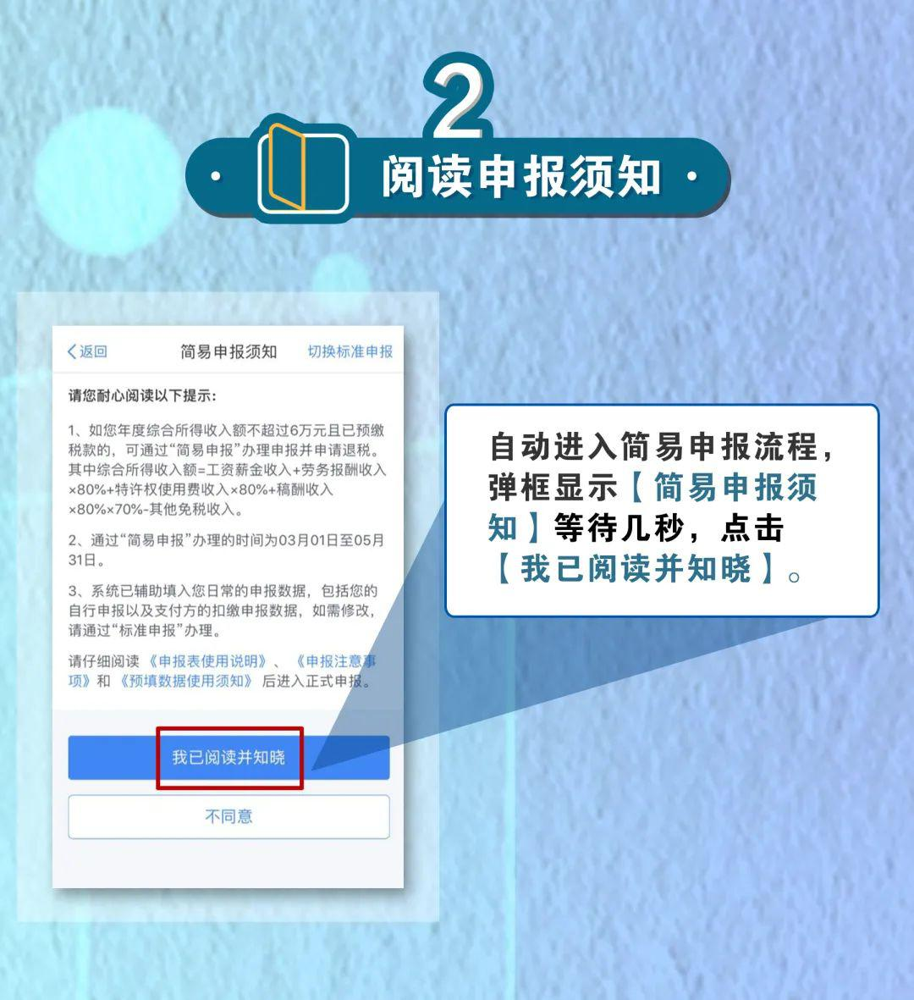 2
阅读申报须知
返回
简易申报须知
切换标准申报
请您耐心阅读以下提示:
1、如您年度综合所得收入额不超过6万元且已预缴
税款的，可通过“简易申报”办理申报并申请退税。
其中综合所得收入额=工资薪金收入+劳务报酬收入
×80%+特许权使用费收入×80%+稿酬收入
×80%×70%-其他免税收入。
2、通过“简易申报”办理的时间为03月01日至05月
31日。
3、系统已辅助填入您日常的申报数据，包括您的
自行申报以及支付方的扣缴申报数据，如需修改，
请通过“标准申报”办理。
请仔细阅读《申报表使用说明》、《申报注意事
项》和《预填数据使用须知》后进入正式申报。
我已阅读并知晓
不同意
自动进入简易申报流程，
弹框显示【简易申报须
知】等待几秒，点击
【我已阅读并知晓】。